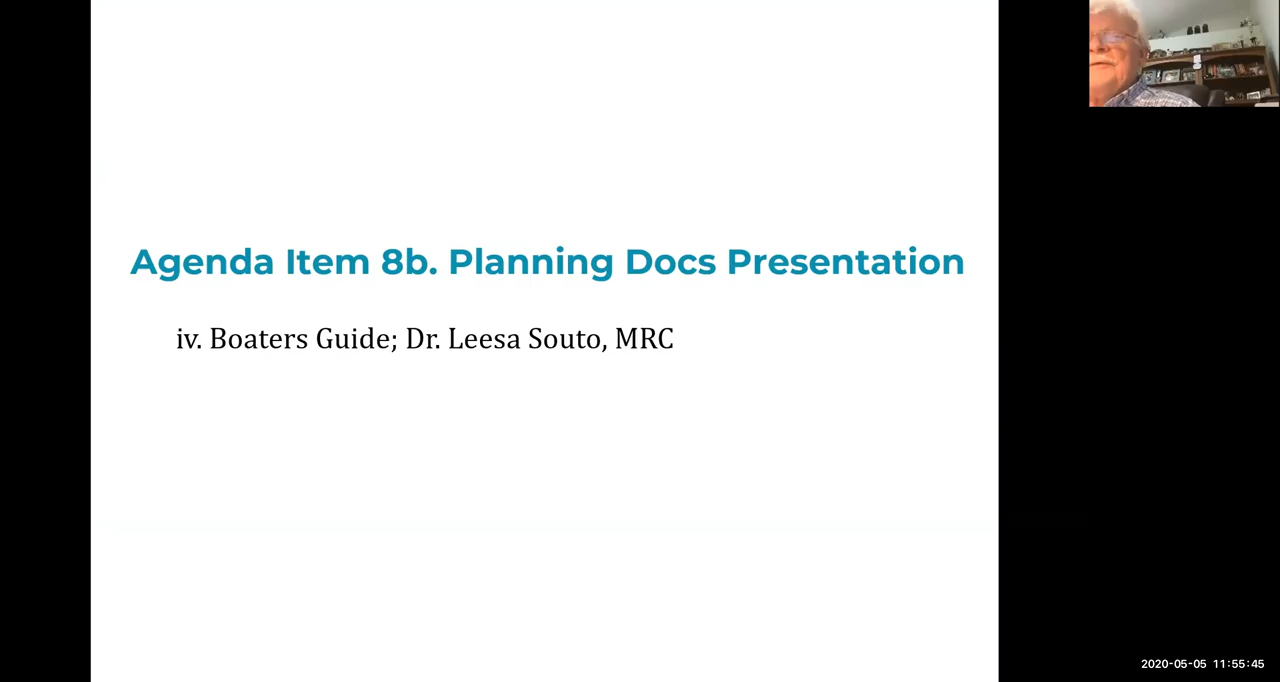 Agenda Item 8b. Planning Docs Presentation
iv. Boaters Guide; Dr. Leesa Souto, MRC
2020-05-05 11:55:45